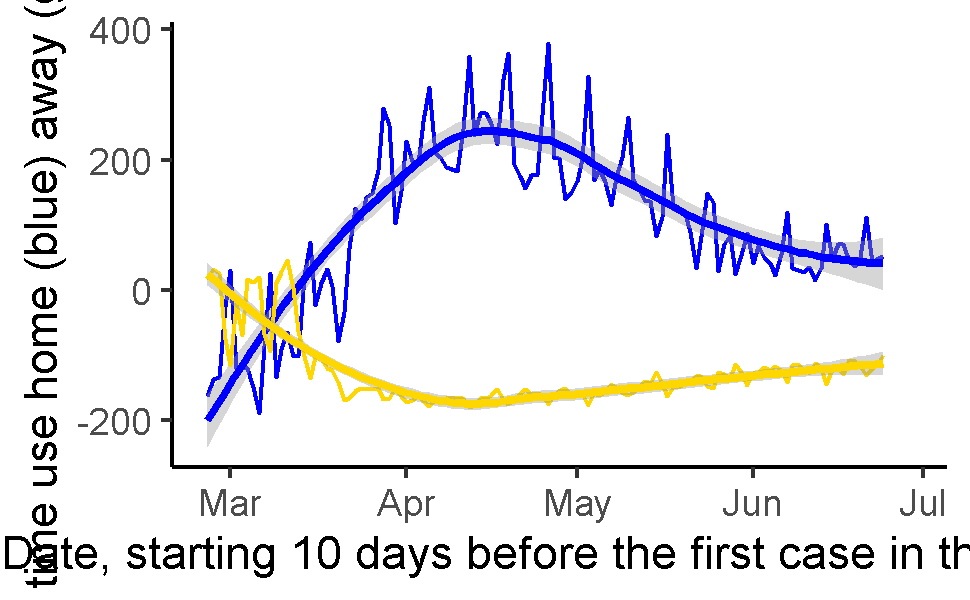 time use home (blue) away (
400
200
0
-200
Mar Apr May Jun Jul
Date, starting 10 days before the first case in